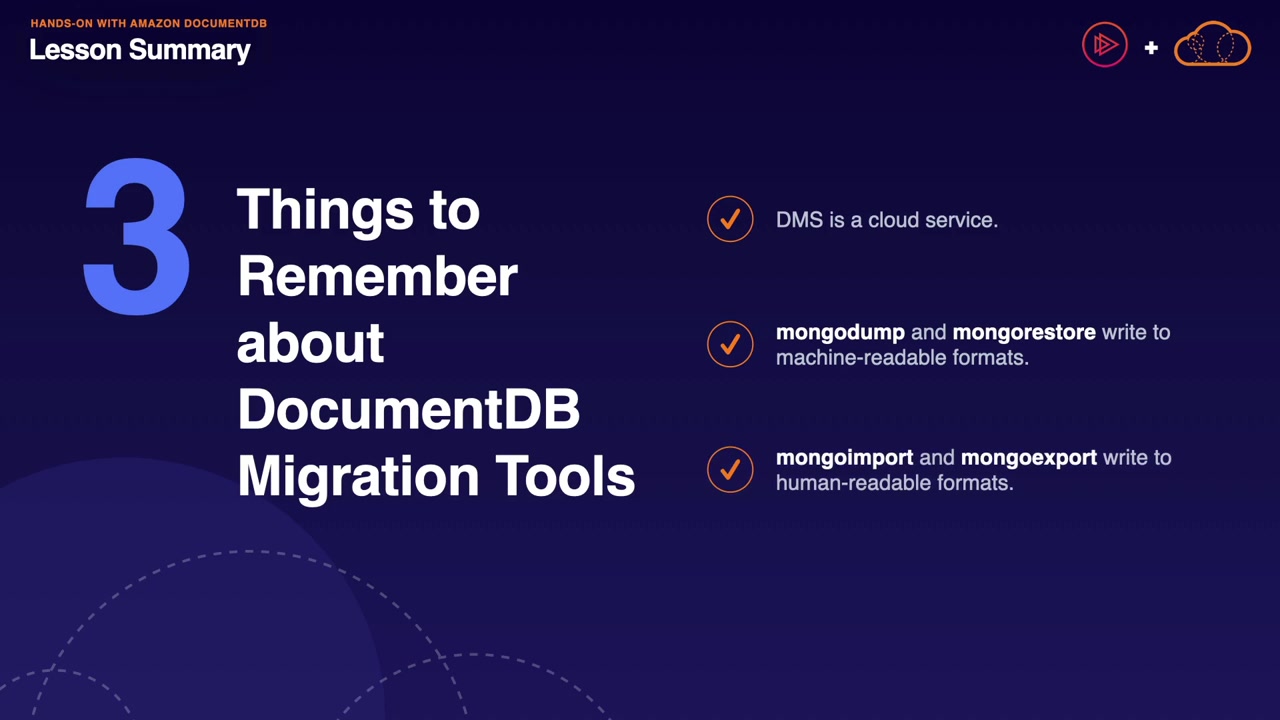 HANDS-ON WITH AMAZON DOCUMENTDB
Lesson Summary
+
3
Things to
Remember
about
DocumentDB
Migration Tools
DMS is a cloud service.
mongodump and mongorestore write to
machine-readable formats.
mongoimport and mongoexport write to
human-readable formats.